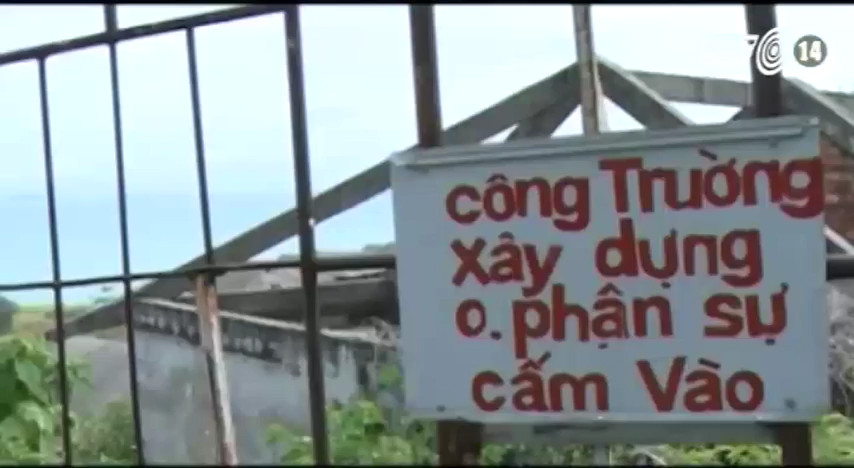 14
công Trường
xây dựng
o. phận sự
cấm Vào